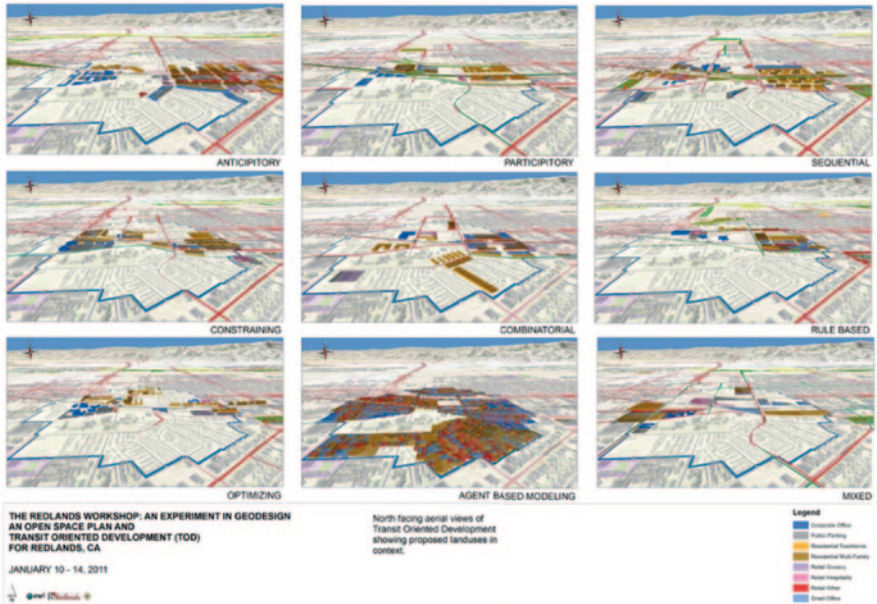 ANTICIPITORY
PARTICIPITORY
SEQUENTIAL
CONSTRAINING
COMBINATORIAL
RULE BASED
OPTIMIZING
AGENT BASED MODELING
MIXED
THE REDLANDS WORKSHOP: AN EXPERIMENT IN GEODESIGN
AN OPEN SPACE PLAN AND
TRANSIT ORIENTED DEVELOPMENT (TOD)
FOR REDLANDS, CA
JANUARY 10 - 14, 2011
esri
North facing aerial views of
Transit Oriented Development
showing proposed landuses in
context.
Legend
Corporate Office
Public Parking
Residential Townhome
Residential Multi-Family
Retail Grocery
Retail Hospitality
Retail Other
Small Office